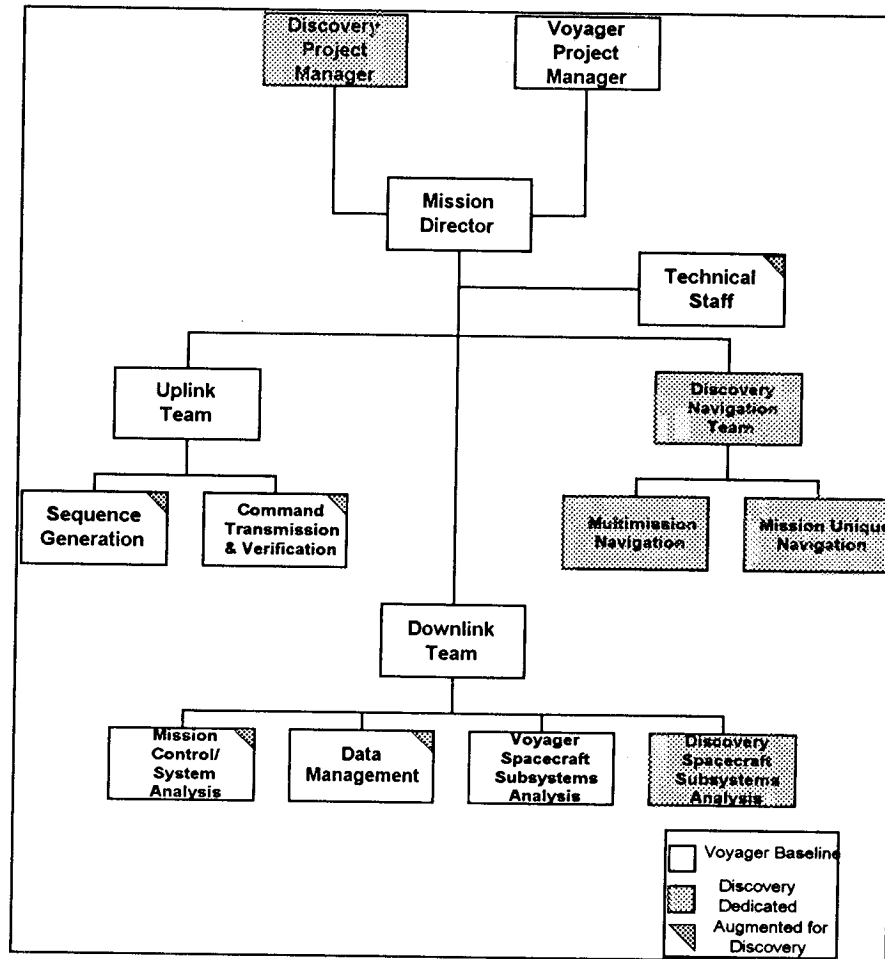 Discovery
Project
Manager
Voyager
Project
Manager
Mission
Director
Technical
Staff
Uplink
Team
Discovery
Navigation
Team
Sequence
Generation
Command
Transmission
& Verification
Multimission
Navigation
Mission Unique
Navigation
Downlink
Team
Mission
Control/
System
Analysis
Data
Management
Voyager
Spacecraft
Subsystems
Analysis
Discovery
Spacecraft
Subsystems
Analysis
Voyager Baseline
Discovery
Dedicated
Augmented for
Discovery